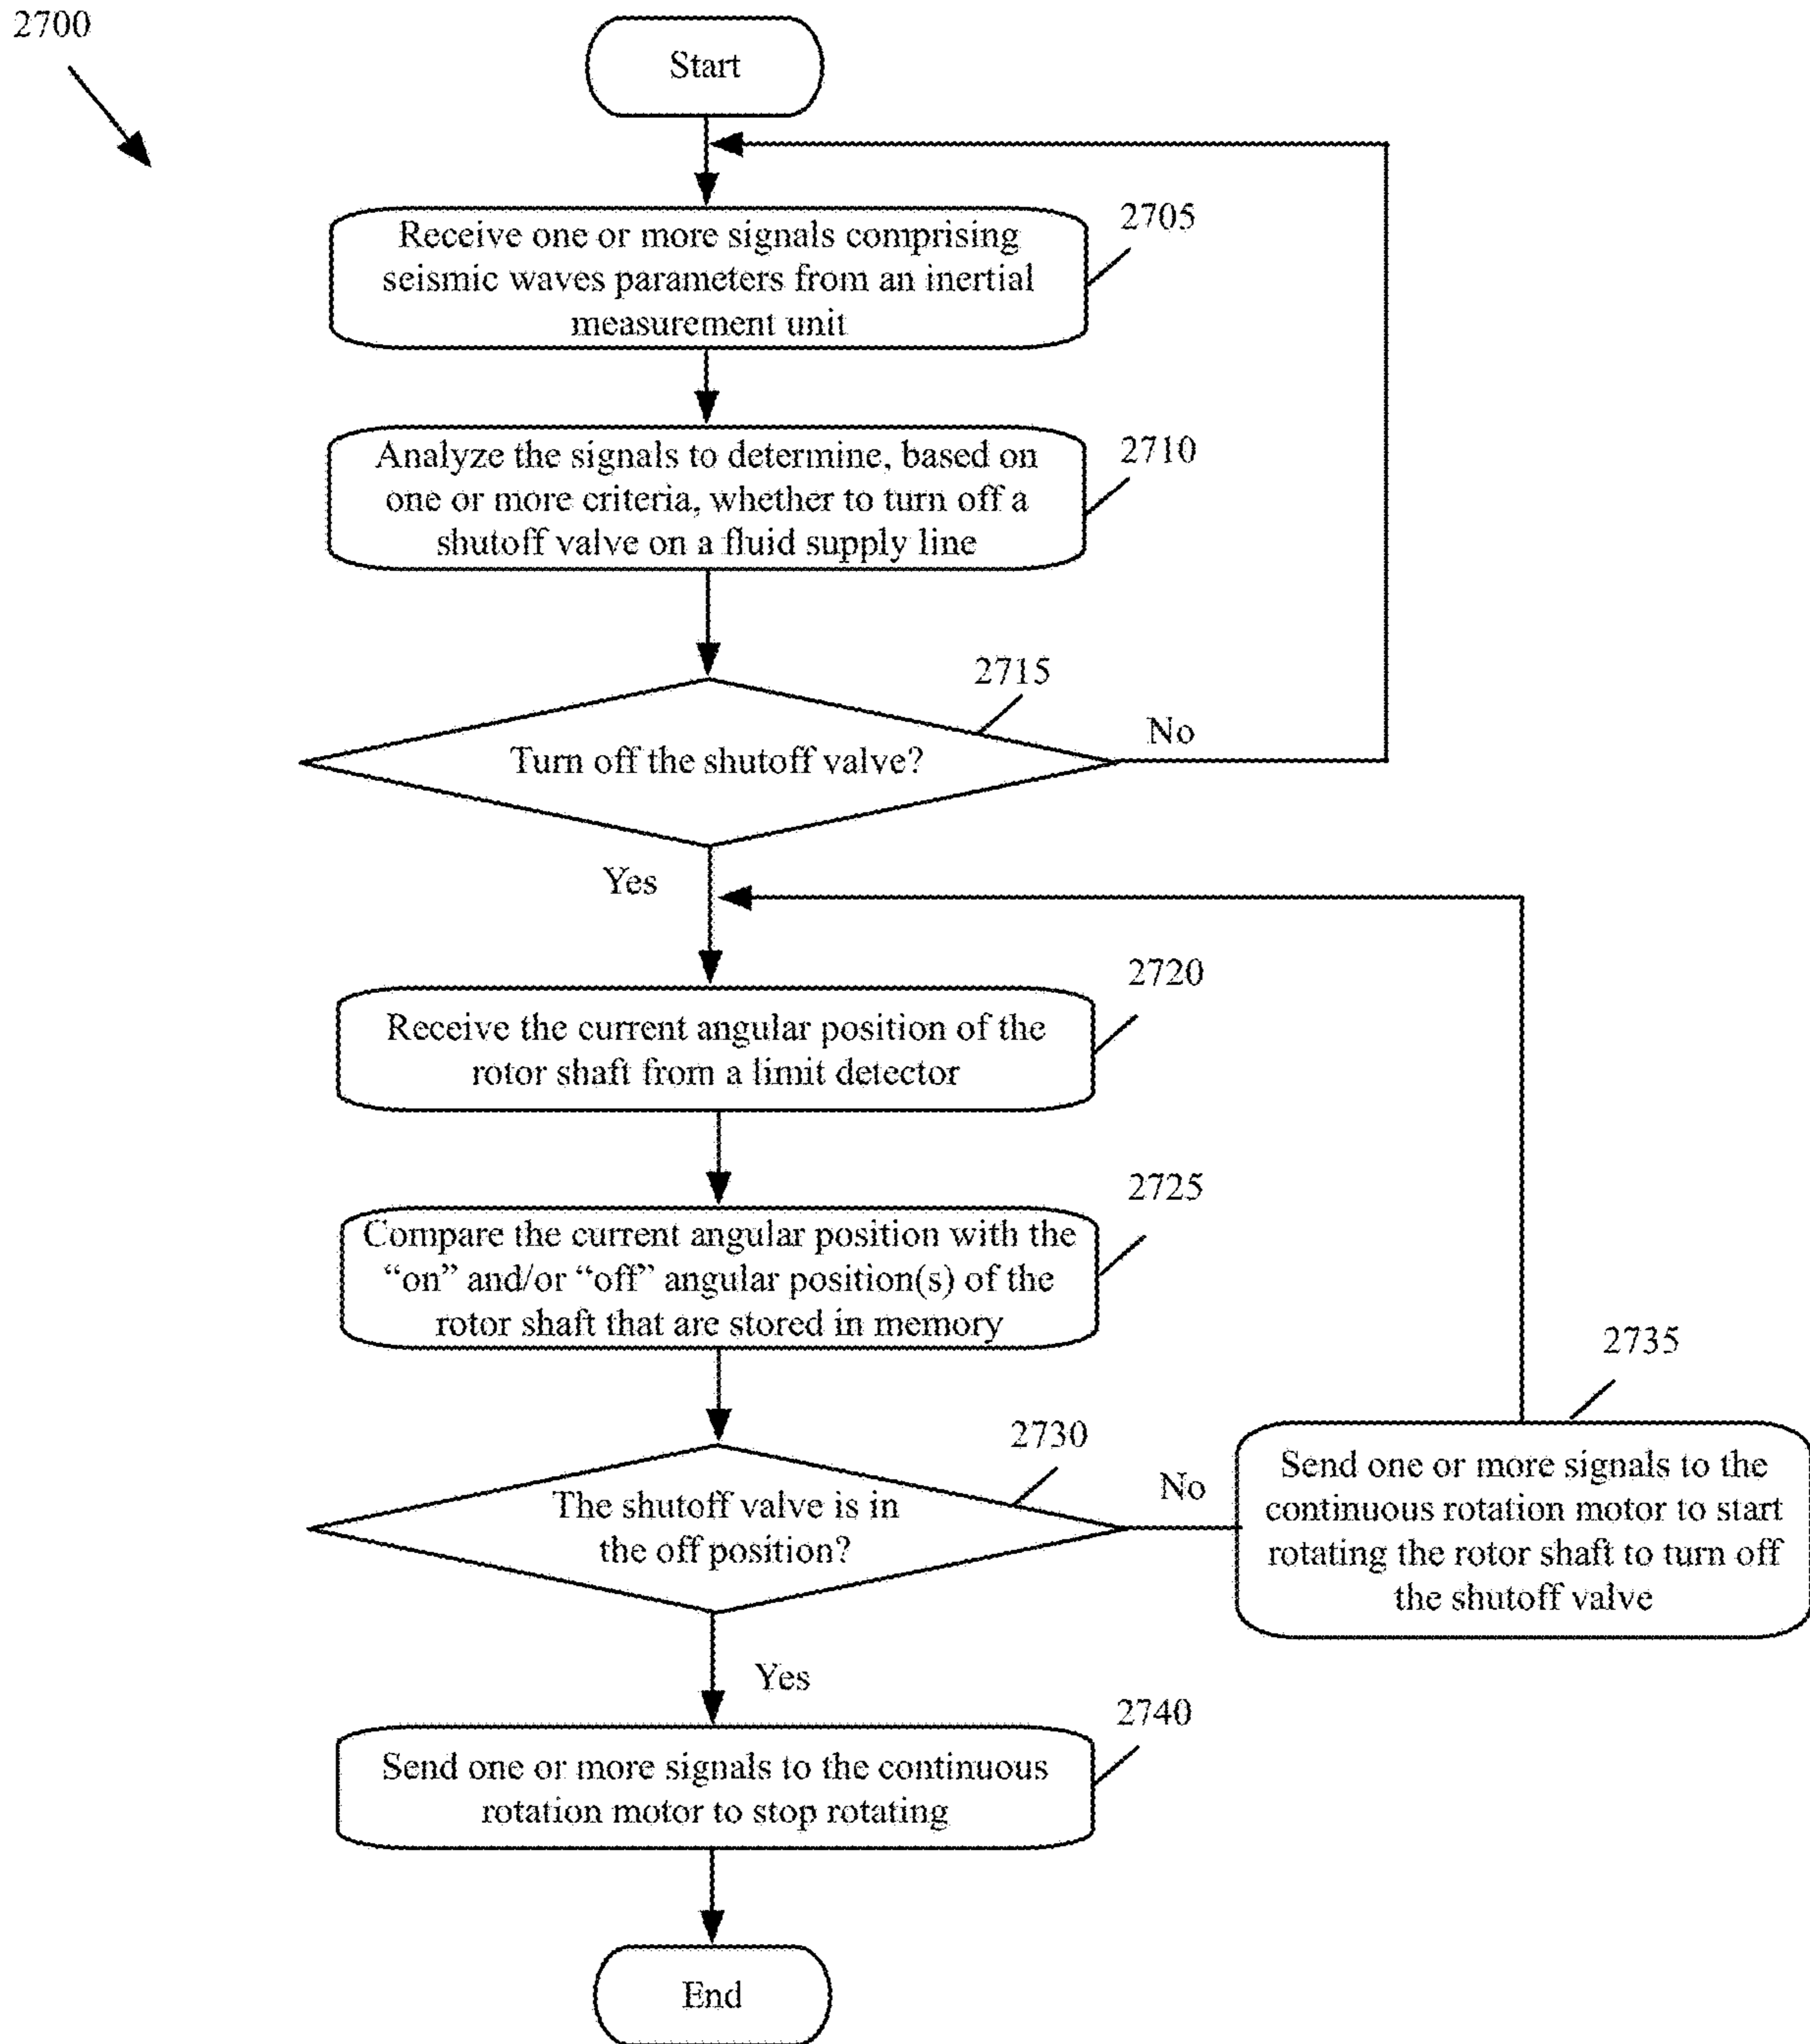 2700
Start
2705
Receive one or more signals comprising
seismic waves parameters from an inertial
measurement unit
2710
Analyze the signals to determine, based on
one or more criteria, whether to turn off a
shutoff valve on a fluid supply line
2715
No
Turn off the shutoff valve?
Yes
2720
Receive the current angular position of the
rotor shaft from a limit detector
2725
Compare the current angular position with the
“on” and/or “off” angular position(s) of the
rotor shaft that are stored in memory
2735
2730
No
The shutoff valve is in
the off position?
Send one or more signals to the
continuous rotation motor to start
rotating the rotor shaft to turn off
the shutoff valve
Yes
2740
Send one or more signals to the continuous
rotation motor to stop rotating
End